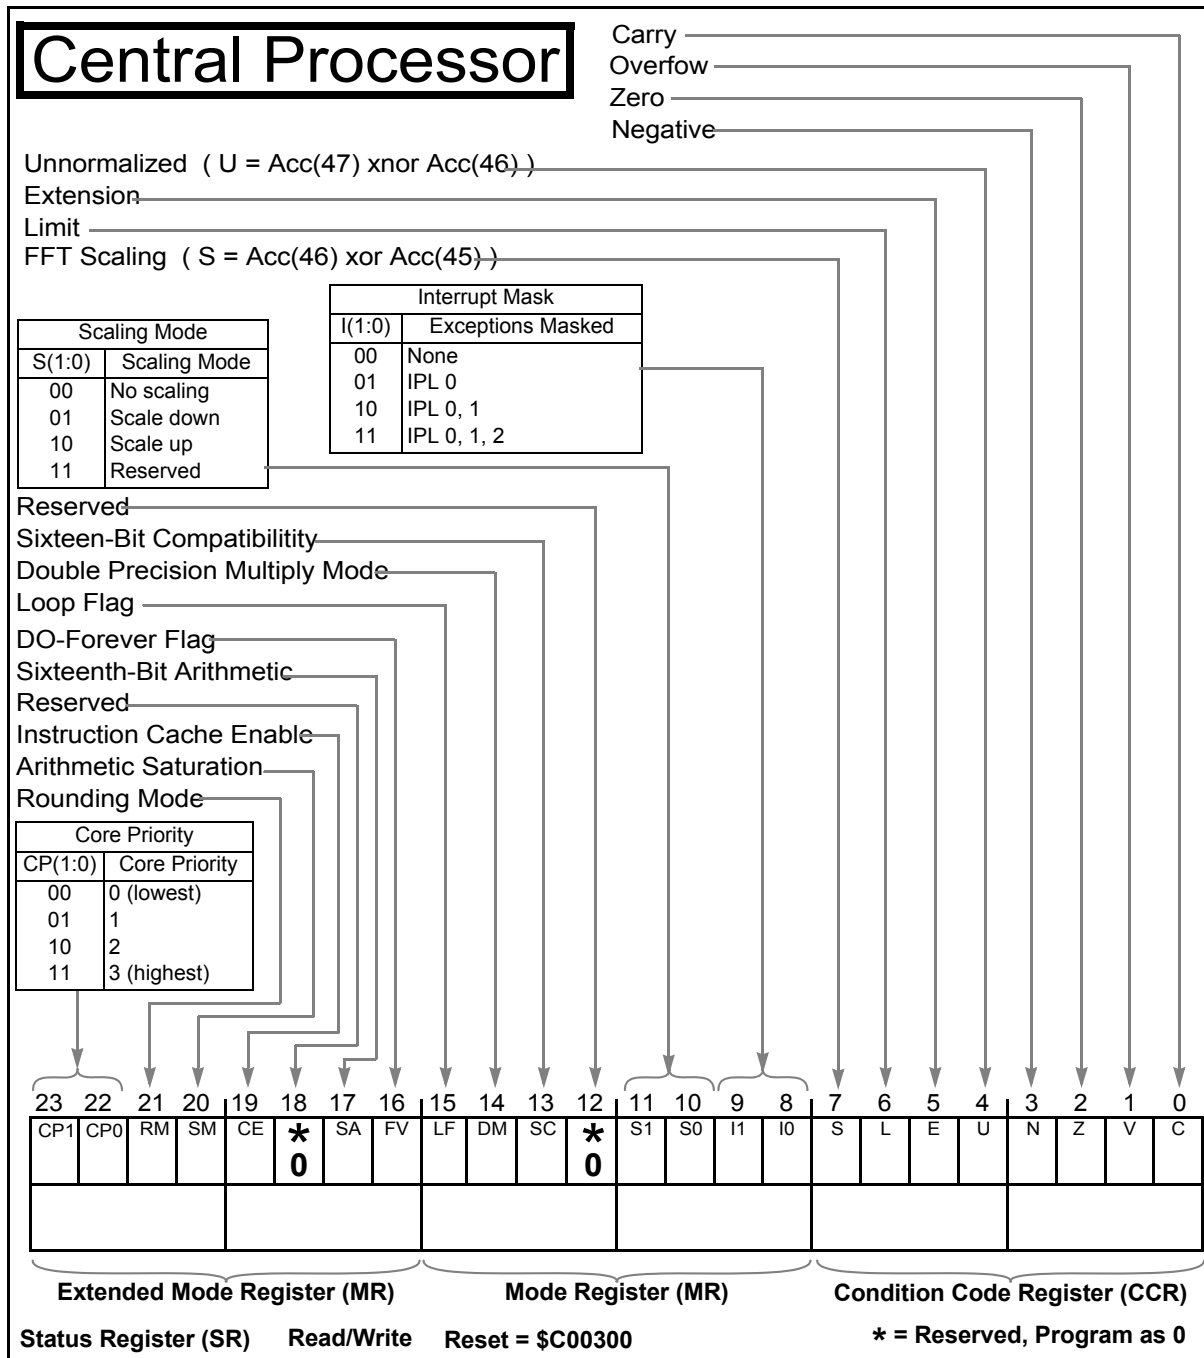 Central Processor
Carry
Overfow
Zero
Negative
Unnormalized ( U = Acc(47) xnor Acc(46) )
Extension
Limit
FFT Scaling ( S = Acc(46) xor Acc(45) )
Interrupt Mask
I(1:0) Exceptions Masked
00 None
01 IPL 0
10 IPL 0, 1
11 IPL 0, 1, 2
Scaling Mode
S(1:0) Scaling Mode
00 No scaling
01 Scale down
10 Scale up
11 Reserved
Reserved
Sixteen-Bit Compatibilitity
Double Precision Multiply Mode
Loop Flag
DO-Forever Flag
Sixteenth-Bit Arithmetic
Reserved
Instruction Cache Enable
Arithmetic Saturation
Rounding Mode
Core Priority
CP(1:0) Core Priority
00 0 (lowest)
01 1
10 2
11 3 (highest)
23 22 21 20 19 18 17 16 15 14 13 12 11 10 9 8 7 6 5 4 3 2 1 0
CP1 CP0 RM SM CE * SA FV LF DM SC * S1 S0 I1 I0 S L E U N Z V C
0 0
Extended Mode Register (MR) Mode Register (MR) Condition Code Register (CCR)
Status Register (SR) Read/Write Reset = $C00300 * = Reserved, Program as 0